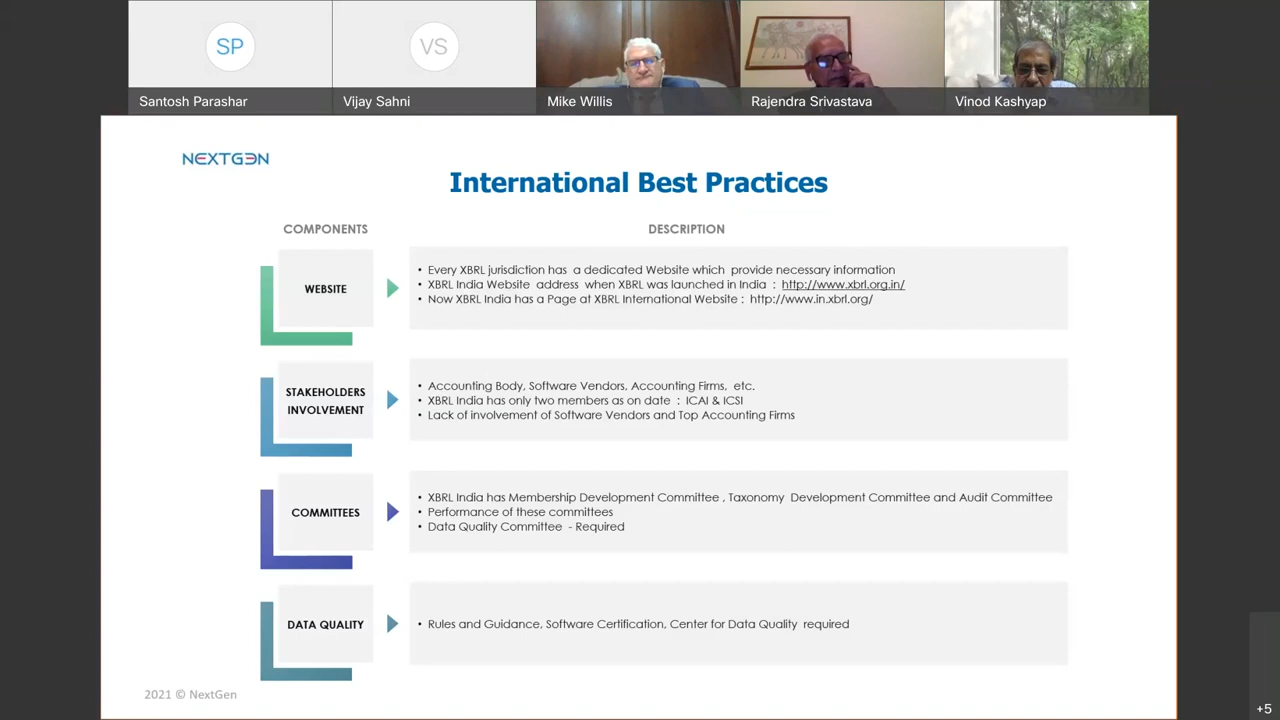 SP
VS
Santosh Parashar
Vijay Sahni
Mike Willis
Rajendra Srivastava
Vinod Kashyap
NEXTGEN
International Best Practices
COMPONENTS
DESCRIPTION
WEBSITE
• Every XBRL jurisdiction has a dedicated Website which provide necessary information
• XBRL India Website address when XBRL was launched in India : http://www.xbrl.org.in/
• Now XBRL India has a Page at XBRL International Website : http://www.in.xbrl.org/
STAKEHOLDERS
INVOLVEMENT
• Accounting Body, Software Vendors, Accounting Firms, etc.
• XBRL India has only two members as on date : ICAI & ICSI
• Lack of involvement of Software Vendors and Top Accounting Firms
COMMITTEES
• XBRL India has Membership Development Committee , Taxonomy Development Committee and Audit Committee
• Performance of these committees
• Data Quality Committee - Required
DATA QUALITY
• Rules and Guidance, Software Certification, Center for Data Quality required
2021 © NextGen
+5